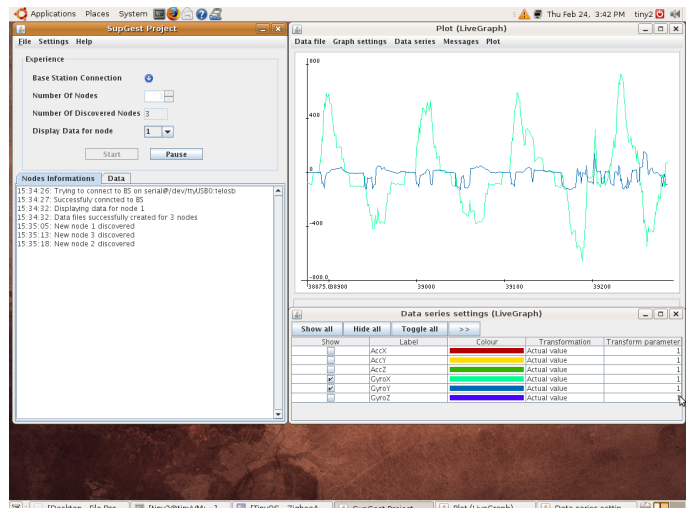 Applications Places System
Thu Feb 24, 3:42 PM tiny2
SupGest Project
File Settings Help
Experience
Base Station Connection
Number Of Nodes
Number Of Discovered Nodes 3
Display Data for node 1
Start Pause
Nodes Informations Data
15:34:26: Trying to connect to BS on serial@/dev/ttyUSB0:telosb
15:34:27: Successfuly conncted to BS
15:34:32: Displaying data for node 1
15:34:32: Data files successfully created for 3 nodes
15:35:05: New node 1 discovered
15:35:13: New node 3 discovered
15:35:18: New node 2 discovered
Plot (LiveGraph)
Data file Graph settings Data series Messages Plot
800
400
0
-400
-800.0
38875.0 38900 39000 39100 39200
Data series settings (LiveGraph)
Show all Hide all Toggle all >>
Show Label Colour Transformation Transform parameter
AccX Actual value 1
AccY Actual value 1
AccZ Actual value 1
GyroX Actual value 1
GyroY Actual value 1
GyroZ Actual value